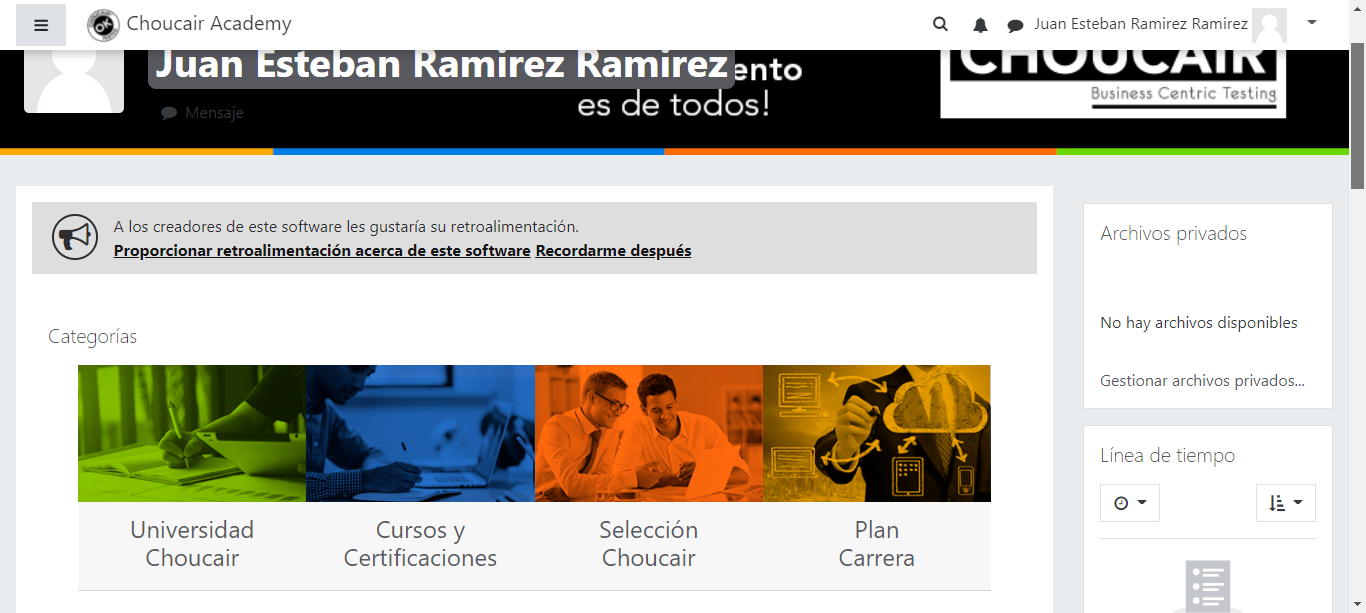 Choucair Academy
Juan Esteban Ramirez Ramirez
Juan Esteban Ramirez Ramirez
ento
es de todos!
CHOUCAIR
Business Centric Testing
Mensaje
A los creadores de este software les gustaría su retroalimentación.
Proporcionar retroalimentación acerca de este software Recordarme después
Categorías
Universidad
Choucair
Cursos y
Certificaciones
Selección
Choucair
Plan
Carrera
Archivos privados
No hay archivos disponibles
Gestionar archivos privados...
Línea de tiempo